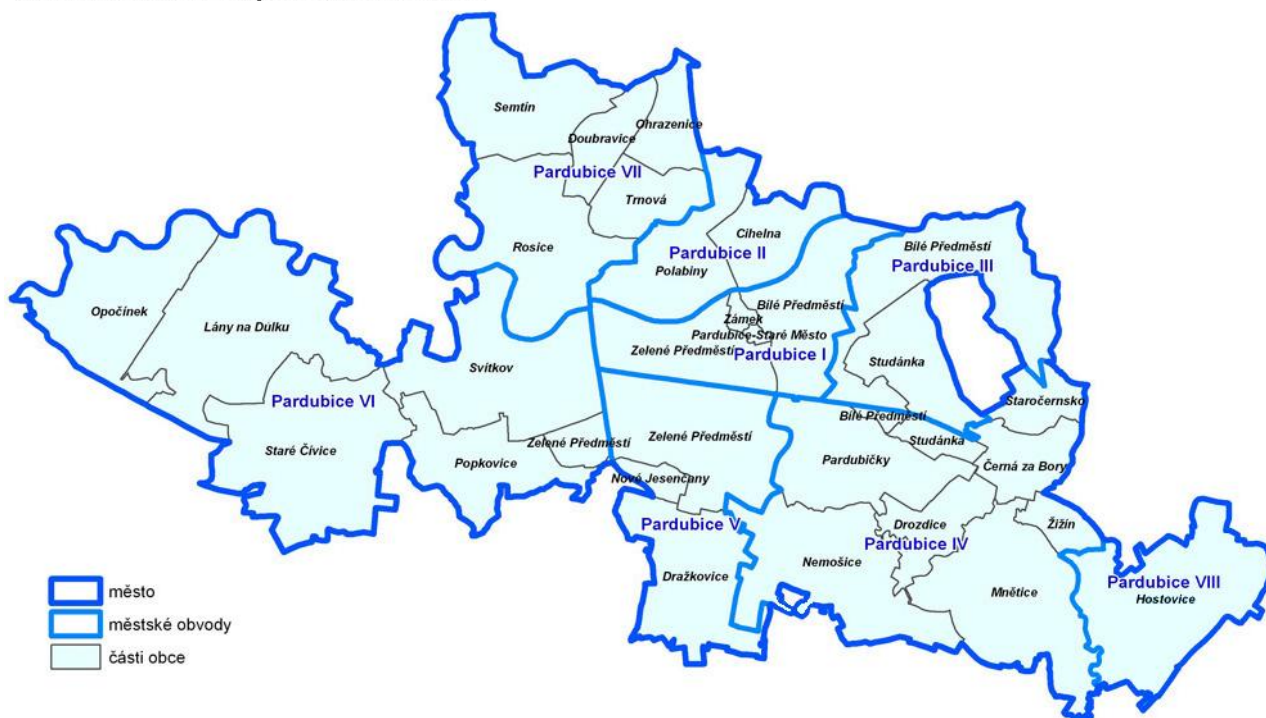 Semtín
Ohrazenice
Doubravice
Pardubice VII
Trnová
Cihelna
Bílé Předměstí
Rosice
Pardubice II
Pardubice III
Polabiny
Bílé Předměstí
Opočínek
Zámek
Lány na Důlku
Pardubice-Staré Město
Zelené Předměstí
Pardubice I
Studánka
Svítkov
Pardubice VI
Staročernsko
Bílé Předměstí
Zelené Předměstí
Zelené Předměstí
Studánka
Staré Čívice
Popkovice
Pardubičky
Černá za Bory
Nové Jesenčany
Pardubice V
Drozdice
Žižín
Pardubice IV
Nemošice
Dražkovice
Pardubice VIII
Mnětice
Hostovice
město
městské obvody
části obce